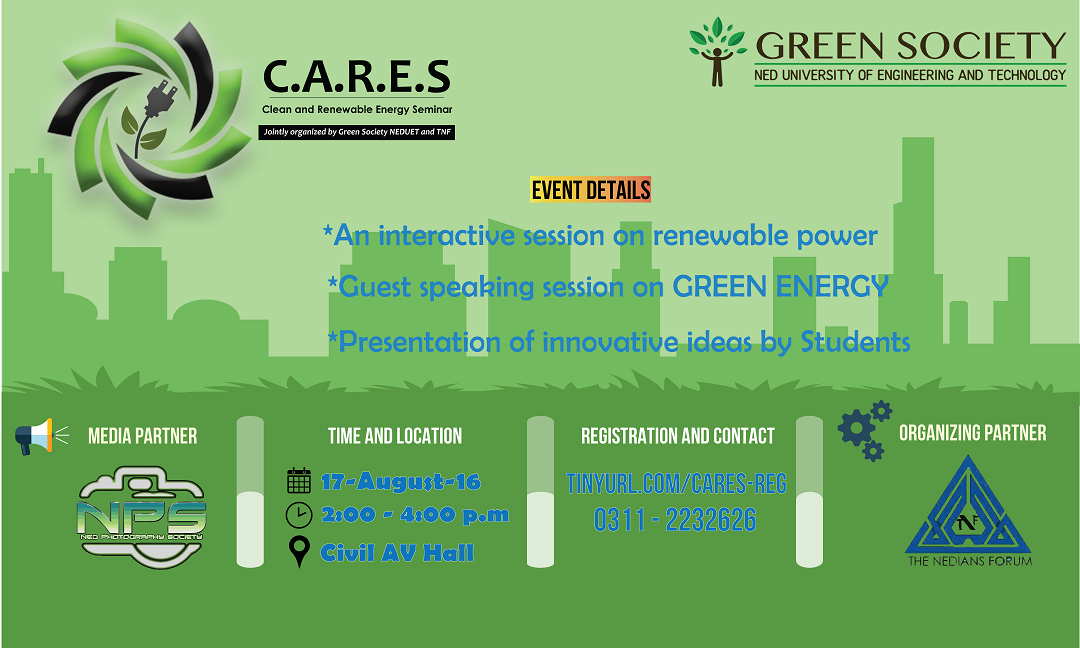 C.A.R.E.S
Clean and Renewable Energy Seminar
Jointly organized by Green Society NEDUET and TNF
GREEN SOCIETY
NED UNIVERSITY OF ENGINEERING AND TECHNOLOGY
EVENT DETAILS
*An interactive session on renewable power
*Guest speaking session on GREEN ENERGY
*Presentation of innovative ideas by Students
MEDIA PARTNER
NPS
NED PHOTOGRAPHY SOCIETY
TIME AND LOCATION
17-August-16
2:00 - 4:00 p.m
Civil AV Hall
REGISTRATION AND CONTACT
TINYURL.COM/CARES-REG
0311 - 2232626
ORGANIZING PARTNER
NF
THE NEDIANS FORUM